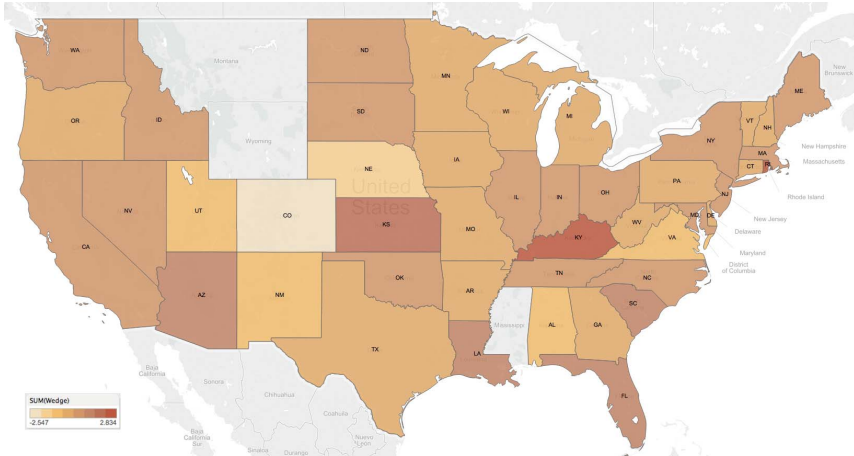 WA
Montana
ND
MN
ME
New
Brunswick
OR
ID
SD
WI
MI
VT
NH
NY
New Hampshire
Wyoming
MA
Massachusetts
NE
IA
CT
RI
PA
Rhode Island
United
States
NV
UT
CO
IL
IN
OH
NJ
New Jersey
KS
MO
WV
MD
DE
Delaware
CA
KY
VA
Maryland
District
of Columbia
AZ
NM
OK
TN
NC
AR
SC
Mississippi
AL
GA
TX
LA
Baja
California
Sonora
Chihuahua
FL
SUM(Wedge)
-2.547
2.834
Coahuila
Baja
California
Sur
Nuevo
Leon
Sinaloa
Durango